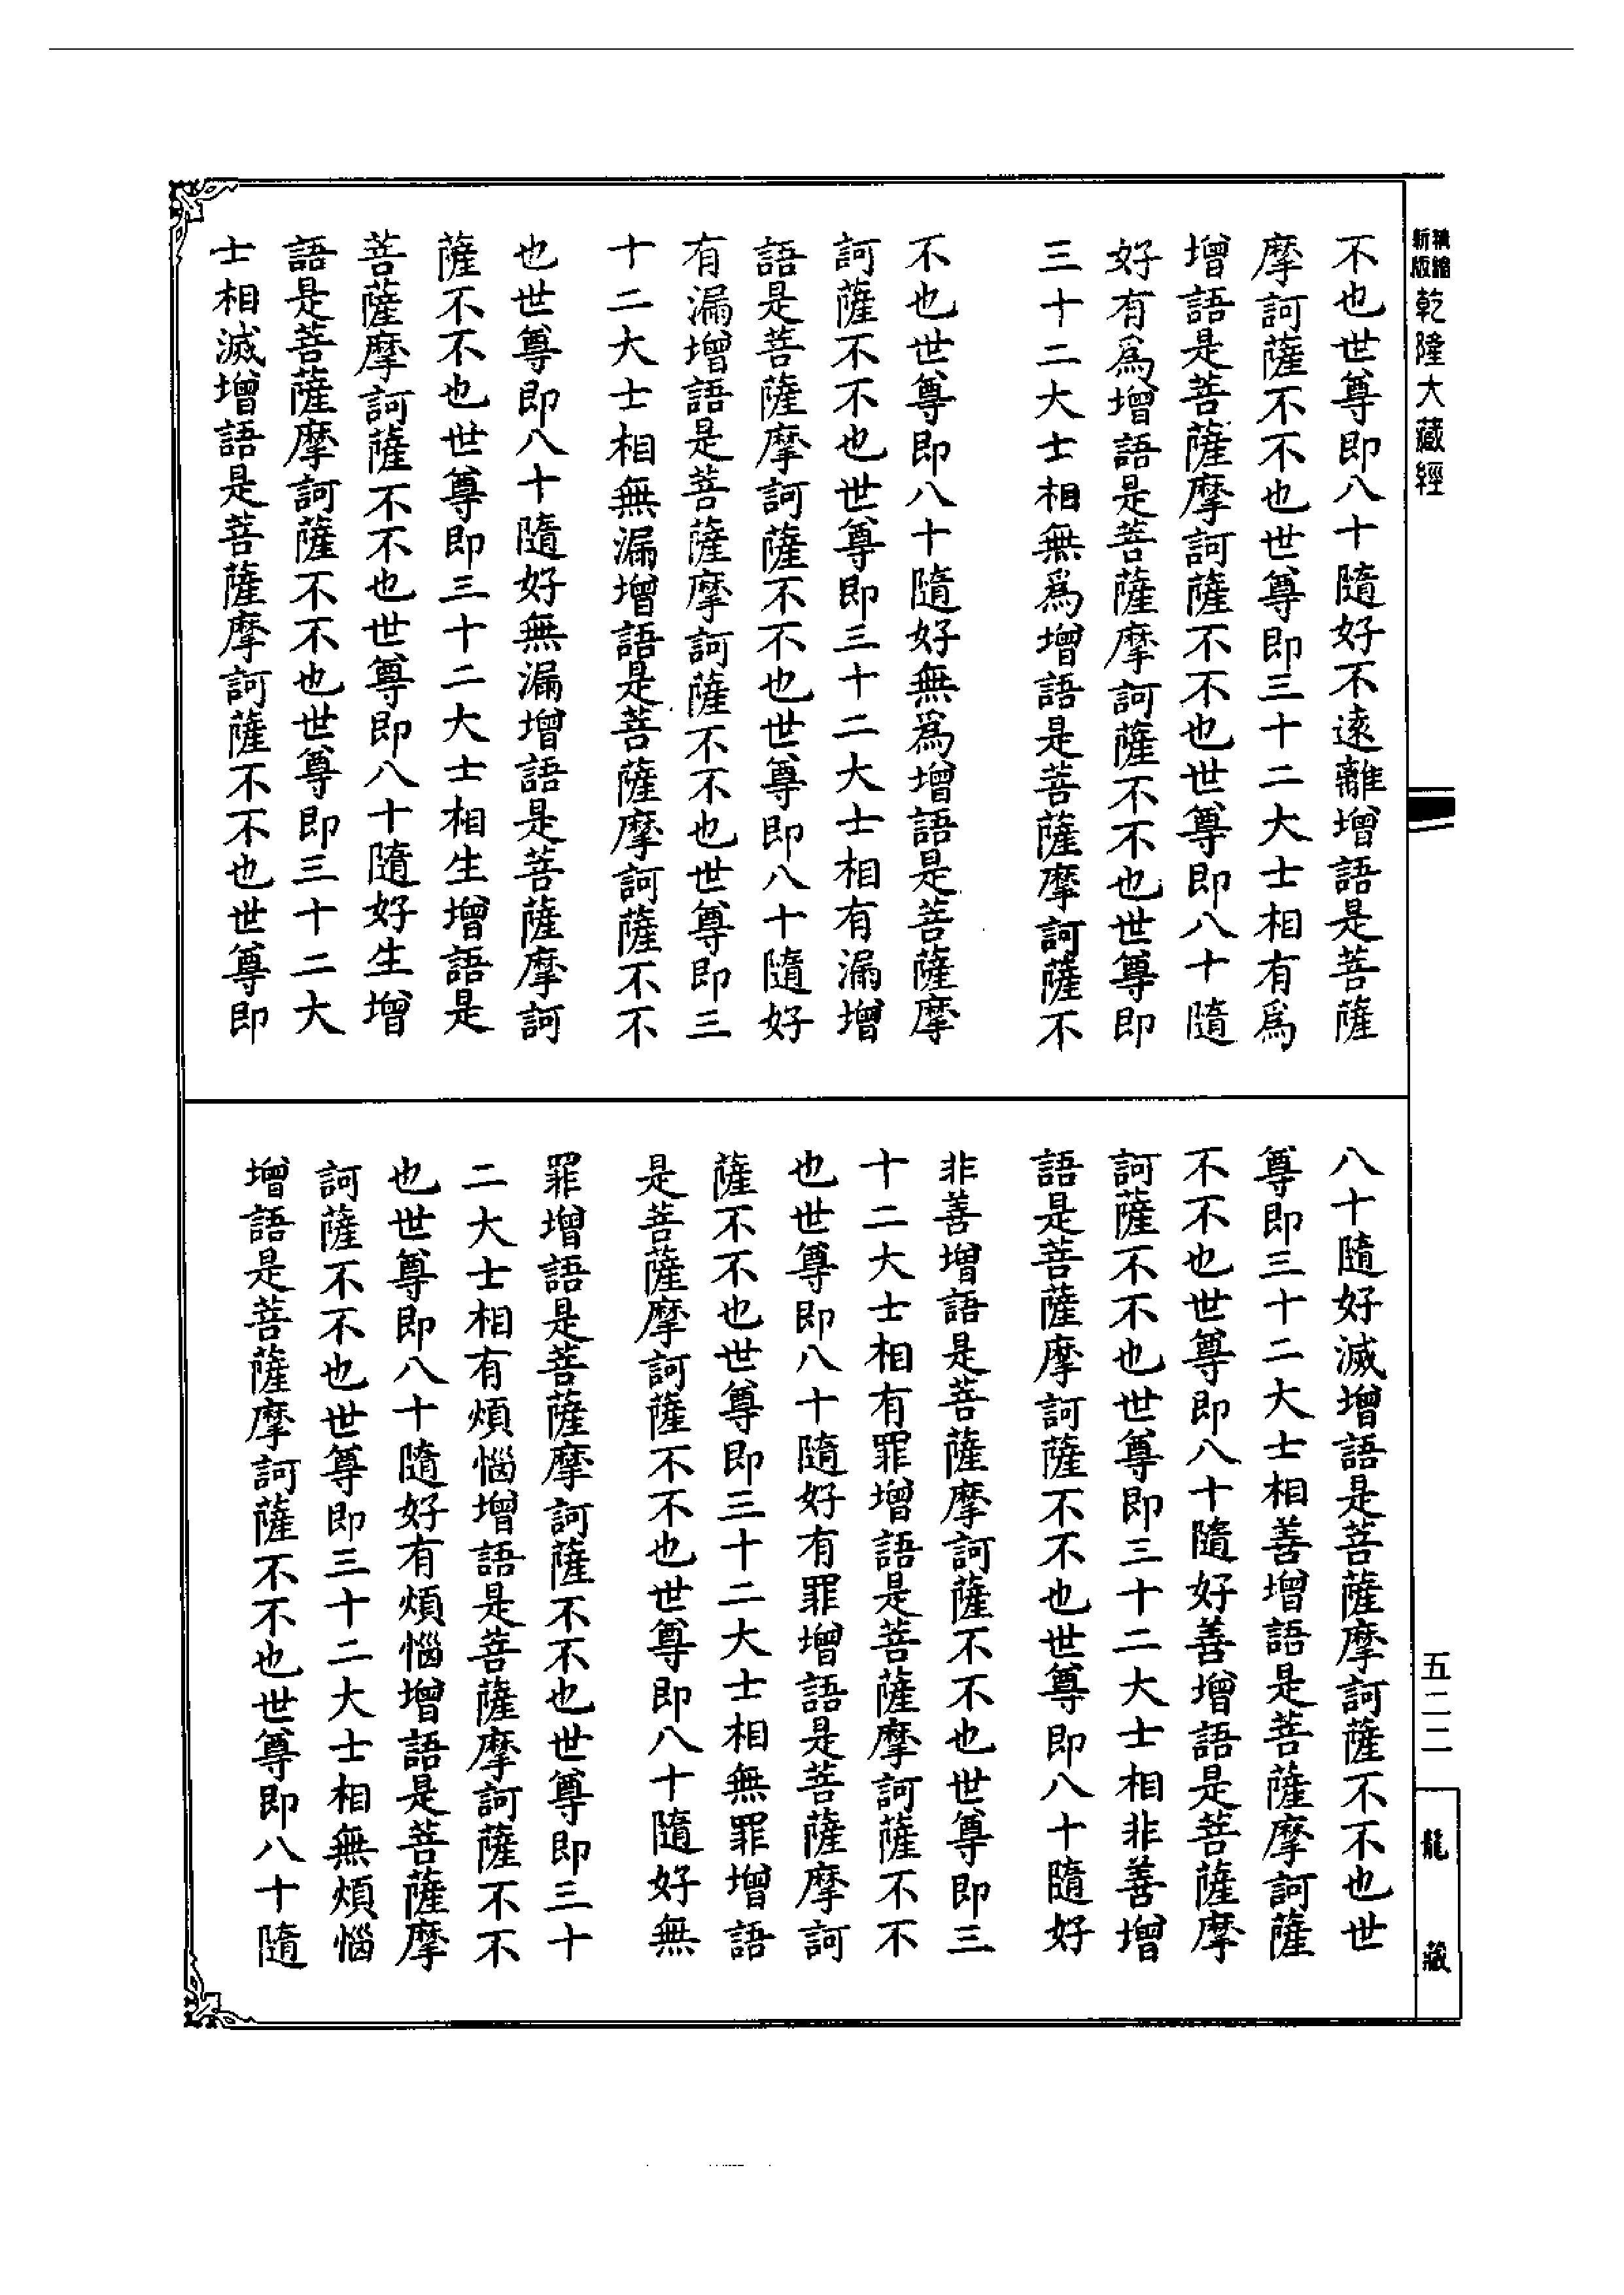 新版精縮乾隆大藏經
不也世尊即八十隨好不遠離增語是菩薩
摩訶薩不不也世尊即三十二大士相有爲
增語是菩薩摩訶薩不不也世尊即八十隨
好有爲增語是菩薩摩訶薩不不也世尊即
三十二大士相無爲增語是菩薩摩訶薩不
不也世尊即八十隨好無爲增語是菩薩摩
訶薩不不也世尊即三十二大士相有漏增
語是菩薩摩訶薩不不也世尊即八十隨好
有漏增語是菩薩摩訶薩不不也世尊即三
十二大士相無漏增語是菩薩摩訶薩不不
也世尊即八十隨好無漏增語是菩薩摩訶
薩不不也世尊即三十二大士相生增語是
菩薩摩訶薩不不也世尊即八十隨好生增
語是菩薩摩訶薩不不也世尊即三十二大
士相滅增語是菩薩摩訶薩不不也世尊即
八十隨好滅增語是菩薩摩訶薩不不也世
尊即三十二大士相善增語是菩薩摩訶薩
不不也世尊即八十隨好善增語是菩薩摩
訶薩不不也世尊即三十二大士相非善增
語是菩薩摩訶薩不不也世尊即八十隨好
非善增語是菩薩摩訶薩不不也世尊即三
十二大士相有罪增語是菩薩摩訶薩不不
也世尊即八十隨好有罪增語是菩薩摩訶
薩不不也世尊即三十二大士相無罪增語
是菩薩摩訶薩不不也世尊即八十隨好無
罪增語是菩薩摩訶薩不不也世尊即三十
二大士相有煩惱增語是菩薩摩訶薩不不
也世尊即八十隨好有煩惱增語是菩薩摩
訶薩不不也世尊即三十二大士相無煩惱
增語是菩薩摩訶薩不不也世尊即八十隨
五二二
龍藏